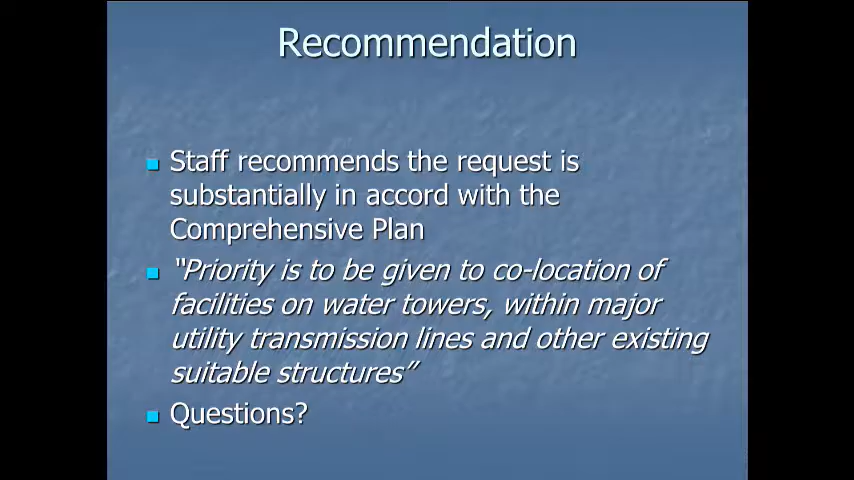 Recommendation
Staff recommends the request is
substantially in accord with the
Comprehensive Plan
“Priority is to be given to co-location of
facilities on water towers, within major
utility transmission lines and other existing
suitable structures”
Questions?